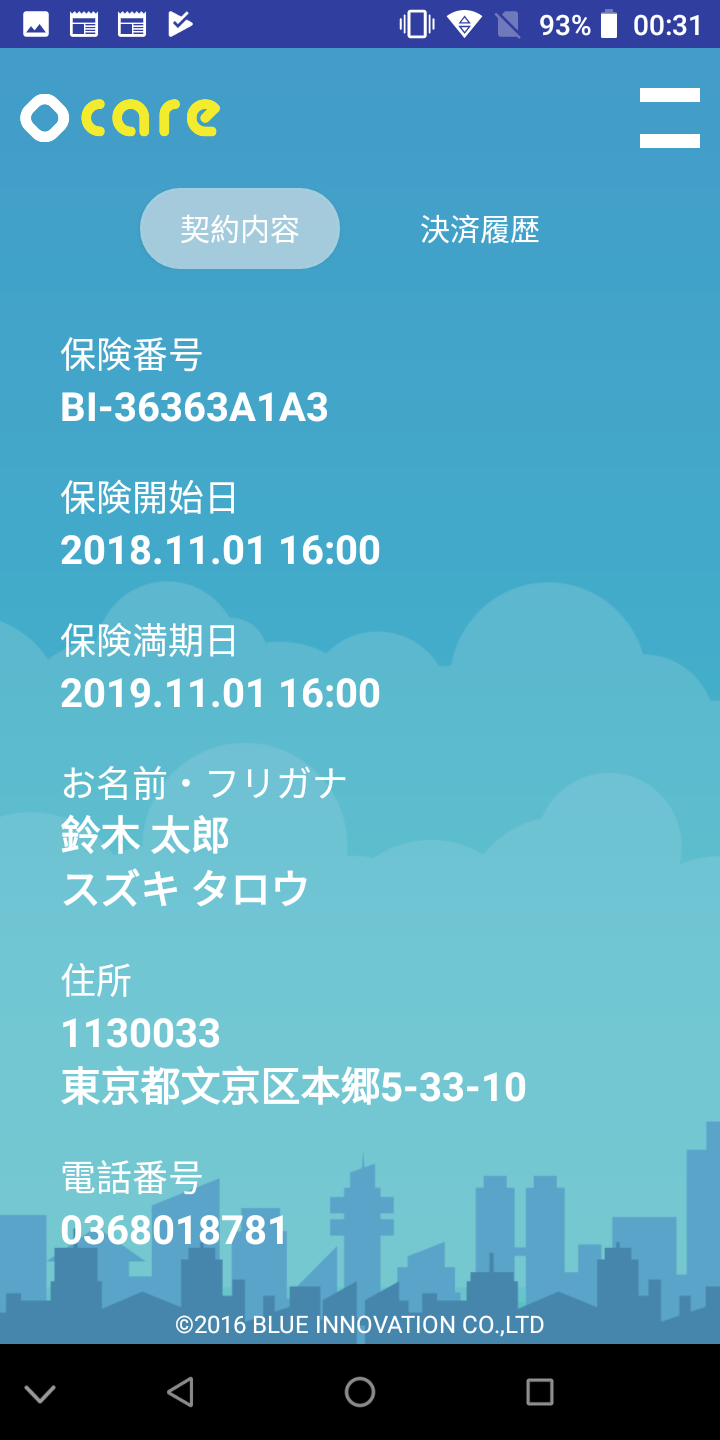 93% 00:31
care
契約内容 決済履歴
保険番号
BI-36363A1A3
保険開始日
2018.11.01 16:00
保険満期日
2019.11.01 16:00
お名前・フリガナ
鈴木 太郎
スズキ タロウ
住所
1130033
東京都文京区本郷5-33-10
電話番号
0368018781
©2016 BLUE INNOVATION CO.,LTD